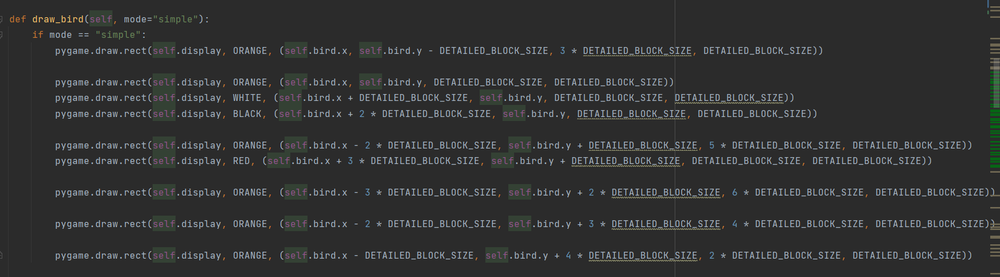 def draw_bird(self, mode="simple"):
if mode == "simple":
pygame.draw.rect(self.display, ORANGE, (self.bird.x, self.bird.y - DETAILED_BLOCK_SIZE, 3 * DETAILED_BLOCK_SIZE, DETAILED_BLOCK_SIZE))
pygame.draw.rect(self.display, ORANGE, (self.bird.x, self.bird.y, DETAILED_BLOCK_SIZE, DETAILED_BLOCK_SIZE))
pygame.draw.rect(self.display, WHITE, (self.bird.x + DETAILED_BLOCK_SIZE, self.bird.y, DETAILED_BLOCK_SIZE, DETAILED_BLOCK_SIZE))
pygame.draw.rect(self.display, BLACK, (self.bird.x + 2 * DETAILED_BLOCK_SIZE, self.bird.y, DETAILED_BLOCK_SIZE, DETAILED_BLOCK_SIZE))
pygame.draw.rect(self.display, ORANGE, (self.bird.x - 2 * DETAILED_BLOCK_SIZE, self.bird.y + DETAILED_BLOCK_SIZE, 5 * DETAILED_BLOCK_SIZE, DETAILED_BLOCK_SIZE))
pygame.draw.rect(self.display, RED, (self.bird.x + 3 * DETAILED_BLOCK_SIZE, self.bird.y + DETAILED_BLOCK_SIZE, DETAILED_BLOCK_SIZE, DETAILED_BLOCK_SIZE))
pygame.draw.rect(self.display, ORANGE, (self.bird.x - 3 * DETAILED_BLOCK_SIZE, self.bird.y + 2 * DETAILED_BLOCK_SIZE, 6 * DETAILED_BLOCK_SIZE, DETAILED_BLOCK_SIZE))
pygame.draw.rect(self.display, ORANGE, (self.bird.x - 2 * DETAILED_BLOCK_SIZE, self.bird.y + 3 * DETAILED_BLOCK_SIZE, 4 * DETAILED_BLOCK_SIZE, DETAILED_BLOCK_SIZE))
pygame.draw.rect(self.display, ORANGE, (self.bird.x - DETAILED_BLOCK_SIZE, self.bird.y + 4 * DETAILED_BLOCK_SIZE, 2 * DETAILED_BLOCK_SIZE, DETAILED_BLOCK_SIZE))